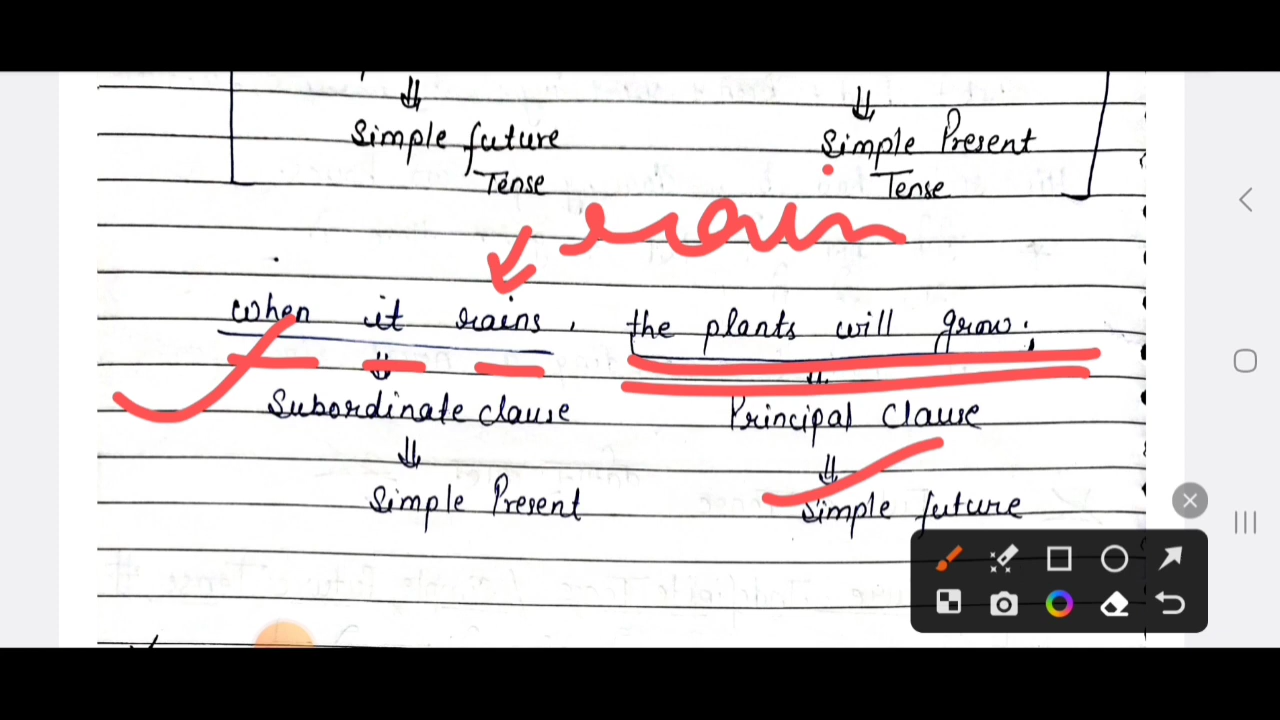 Simple future Simple Present
Tense Tense
rain
when it rains, the plants will grow.
Subordinate clause Principal Clause
Simple Present Simple future